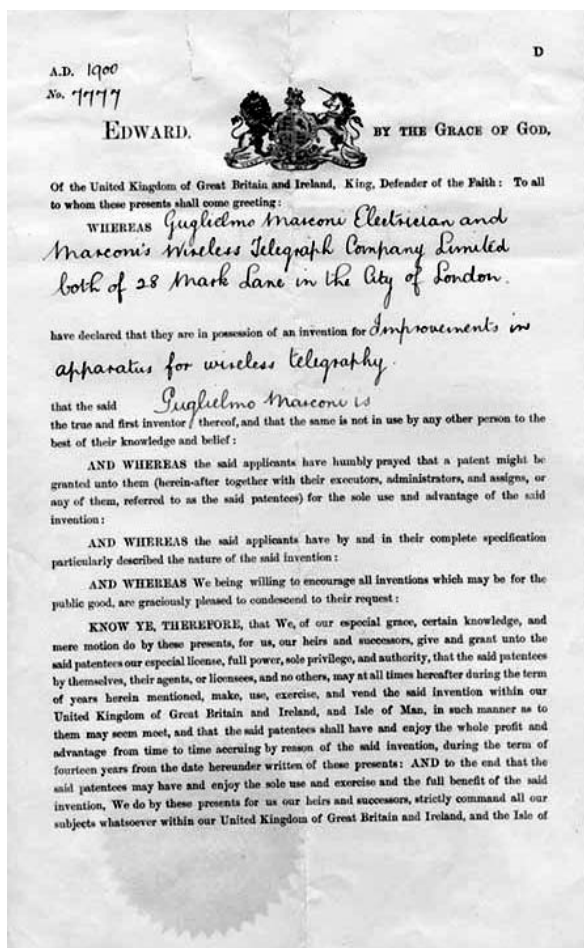 D
A.D. 1900
No. 7777
EDWARD. BY THE GRACE OF GOD,
Of the United Kingdom of Great Britain and Ireland, King, Defender of the Faith: To all
to whom these presents shall come greeting:
WHEREAS Guglielmo Marconi Electrician and
Marconi's Wireless Telegraph Company Limited
both of 28 Mark Lane in the City of London.
have declared that they are in possession of an invention for Improvements in
apparatus for wireless telegraphy.
that the said Guglielmo Marconi is
the true and first inventor thereof, and that the same is not in use by any other person to the
best of their knowledge and belief:
AND WHEREAS the said applicants have humbly prayed that a patent might be
granted unto them (herein-after together with their executors, administrators, and assigns, or
any of them, referred to as the said patentees) for the sole use and advantage of the said
invention:
AND WHEREAS the said applicants have by and in their complete specification
particularly described the nature of the said invention:
AND WHEREAS We being willing to encourage all inventions which may be for the
public good, are graciously pleased to condescend to their request:
KNOW YE, THEREFORE, that We, of our especial grace, certain knowledge, and
mere motion do by these presents, for us, our heirs and successors, give and grant unto the
said patentees our especial license, full power, sole privilege, and authority, that the said patentees
by themselves, their agents, or licensees, and no others, may at all times hereafter during the term
of years herein mentioned, make, use, exercise, and vend the said invention within our
United Kingdom of Great Britain and Ireland, and Isle of Man, in such manner as to
them may seem meet, and that the said patentees shall have and enjoy the whole profit and
advantage from time to time accruing by reason of the said invention, during the term of
fourteen years from the date hereunder written of these presents: AND to the end that the
said patentees may have and enjoy the sole use and exercise and the full benefit of the said
invention, We do by these presents for us our heirs and successors, strictly command all our
subjects whatsoever within our United Kingdom of Great Britain and Ireland, and the Isle of